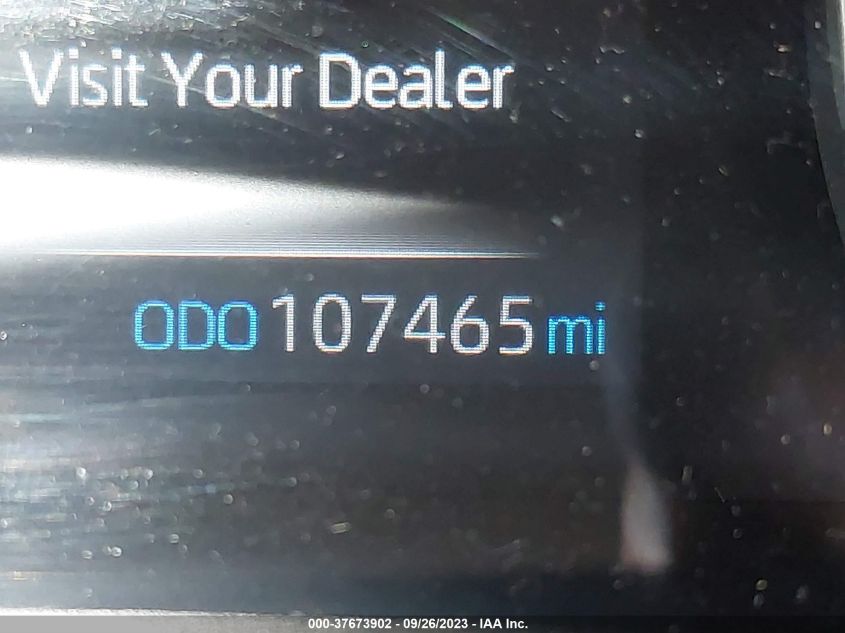 Visit Your Dealer
ODO 107465 mi
000-37673902 - 09/26/2023 - IAA Inc.